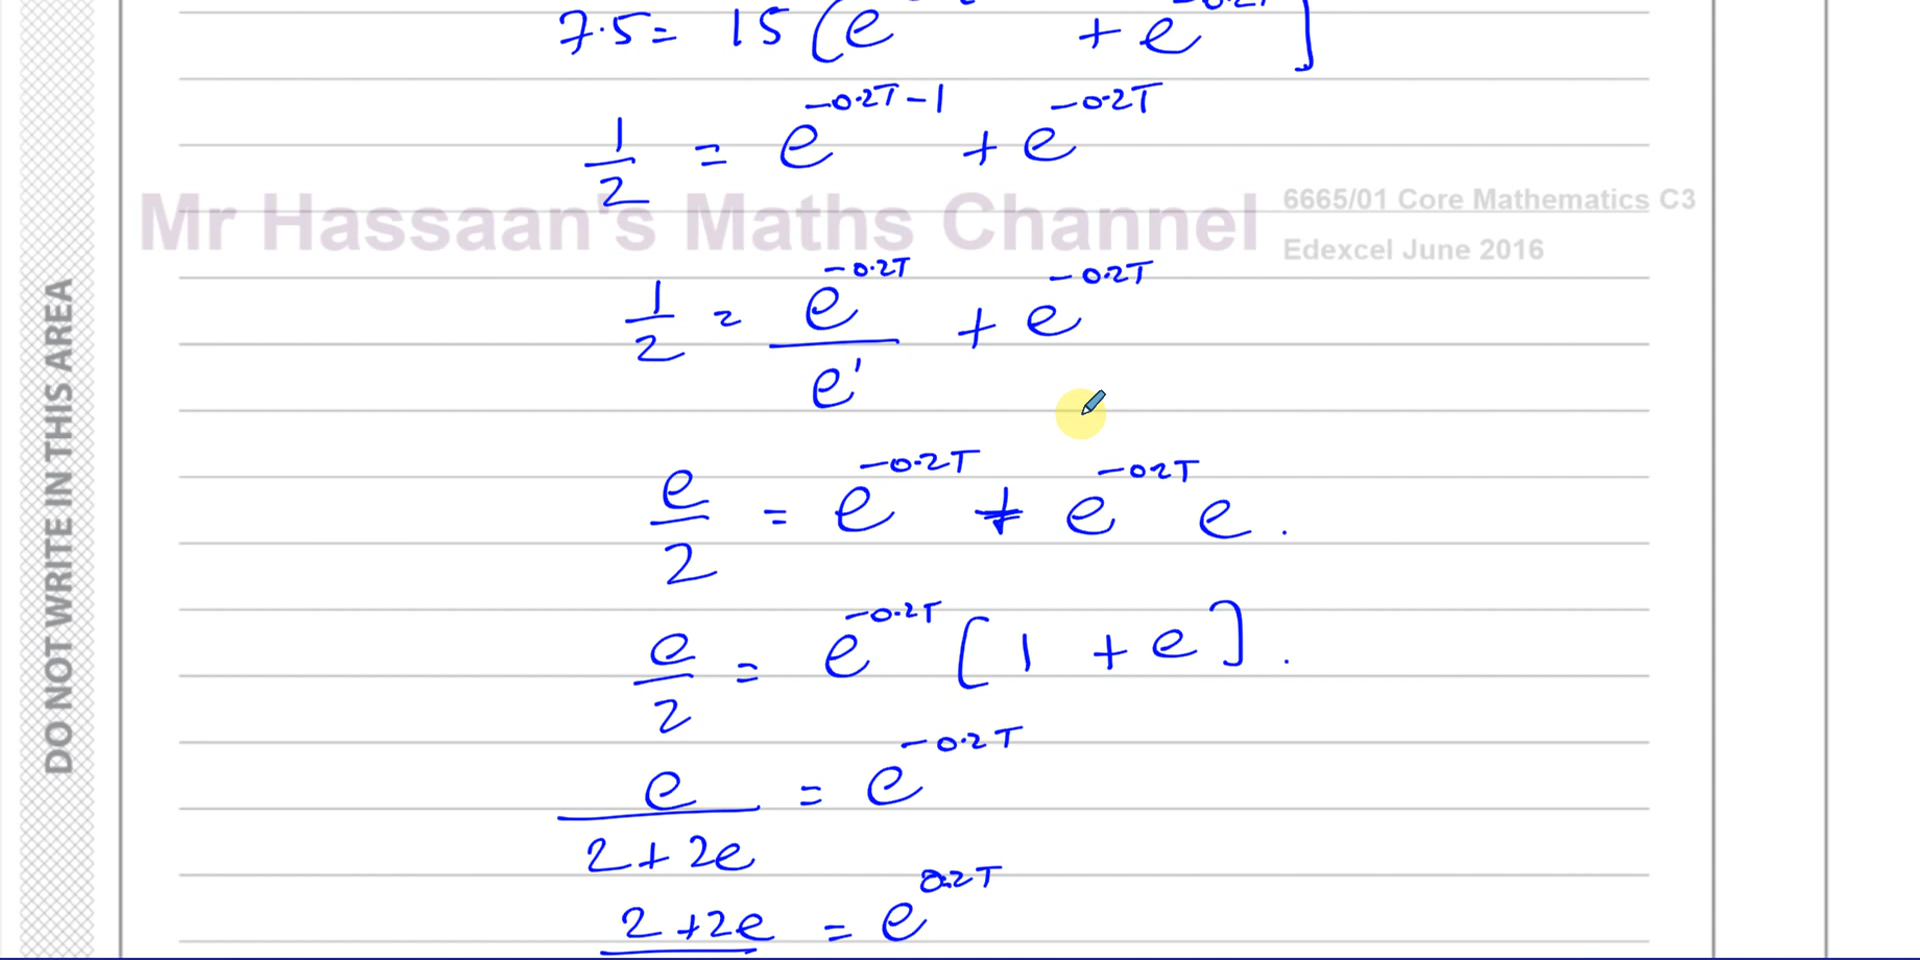 7.5 = 15 [e + e^-0.2T]
1/2 = e^-0.2T-1 + e^-0.2T
Mr Hassaan's Maths Channel
6665/01 Core Mathematics C3
Edexcel June 2016
1/2 = e^-0.2T / e^1 + e^-0.2T
e/2 = e^-0.2T + e^-0.2T e.
e/2 = e^-0.2T [1 + e].
e / 2+2e = e^-0.2T
2+2e = e^0.2T
DO NOT WRITE IN THIS AREA